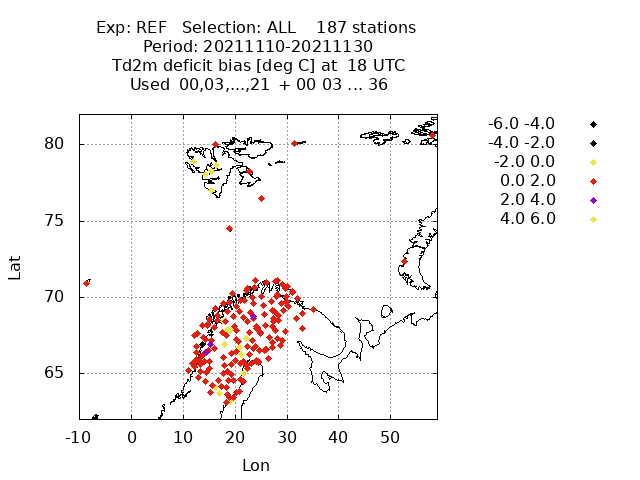 Exp: REF   Selection: ALL    187 stations
Period: 20211110-20211130
Td2m deficit bias [deg C] at  18 UTC
Used  00,03,...,21  + 00 03 ... 36
-6.0 -4.0
-4.0 -2.0
-2.0 0.0
0.0 2.0
2.0 4.0
4.0 6.0
80
75
70
65
Lat
-10 0 10 20 30 40 50
Lon